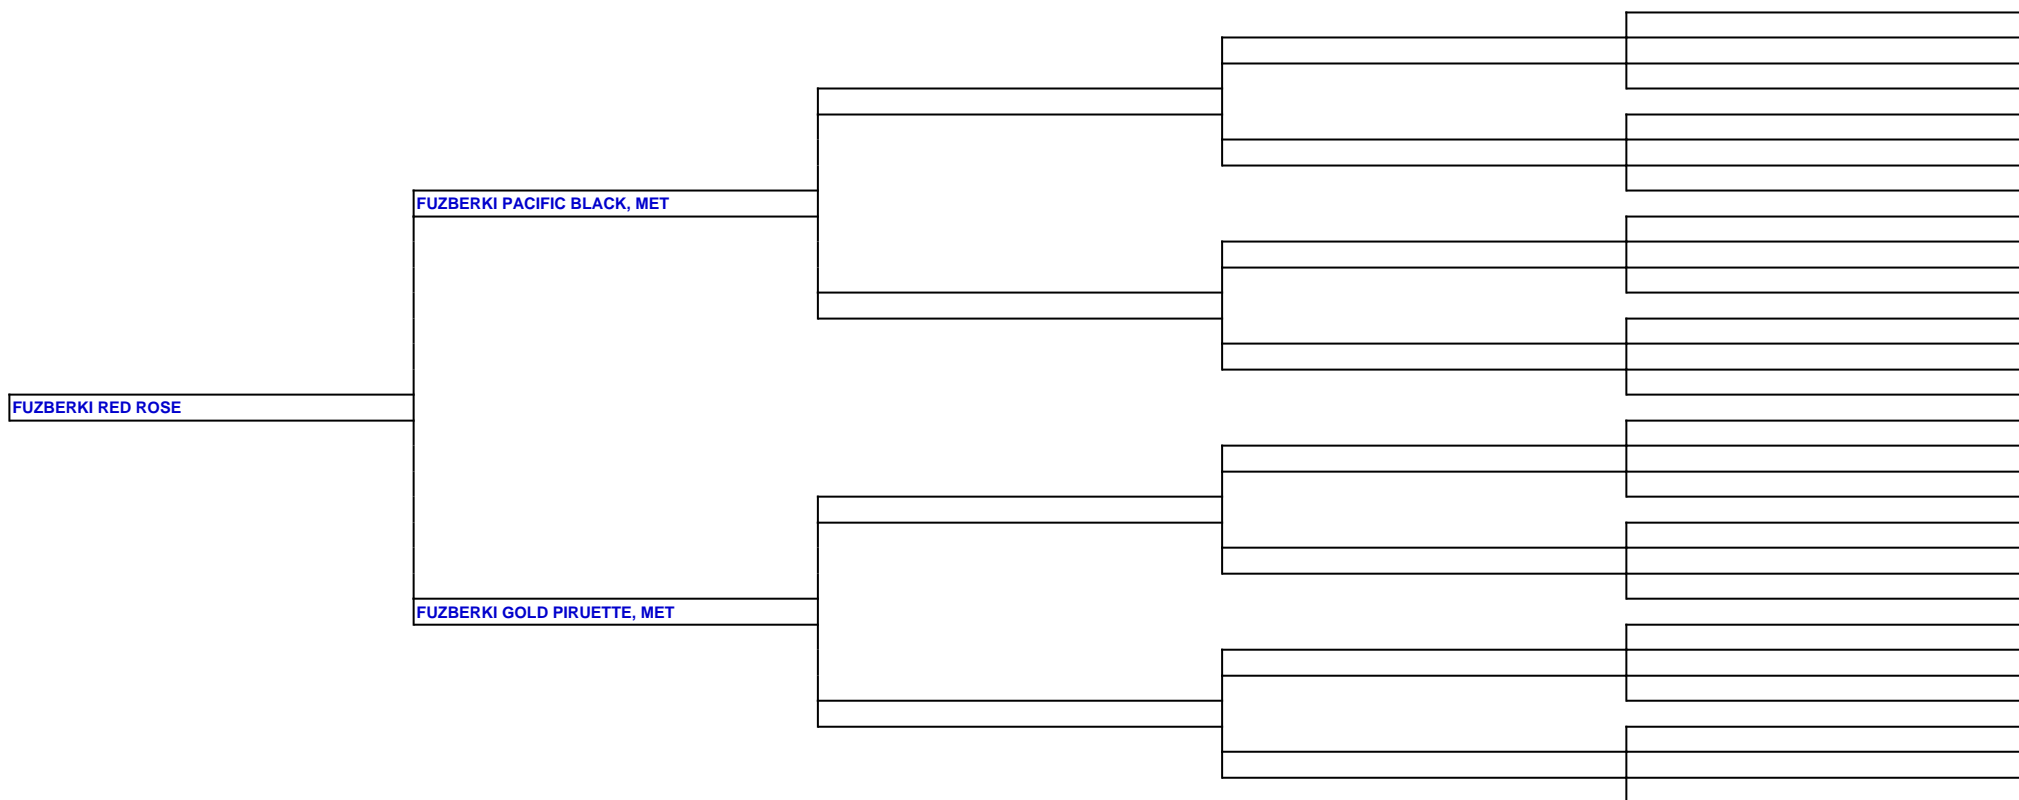 FUZBERKI PACIFIC BLACK, MET
FUZBERKI RED ROSE
FUZBERKI GOLD PIRUETTE, MET